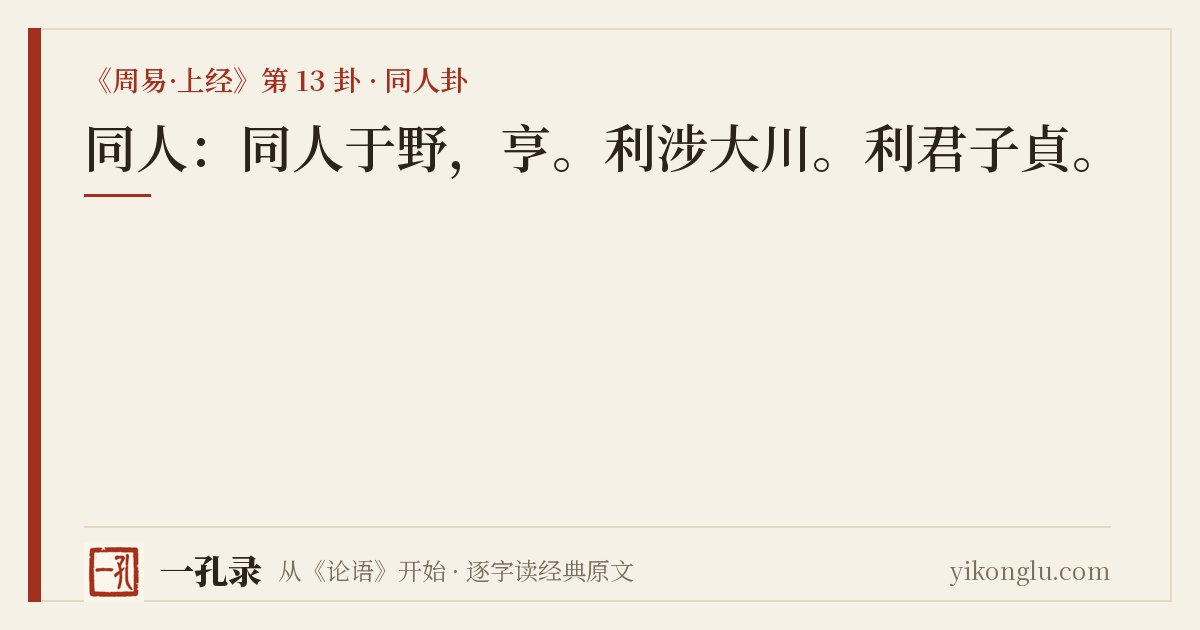 《周易·上经》第 13 卦 · 同人卦
同人：同人于野，亨。利涉大川。利君子貞。
一孔
一孔录 从《论语》开始 · 逐字读经典原文 yikonglu.com